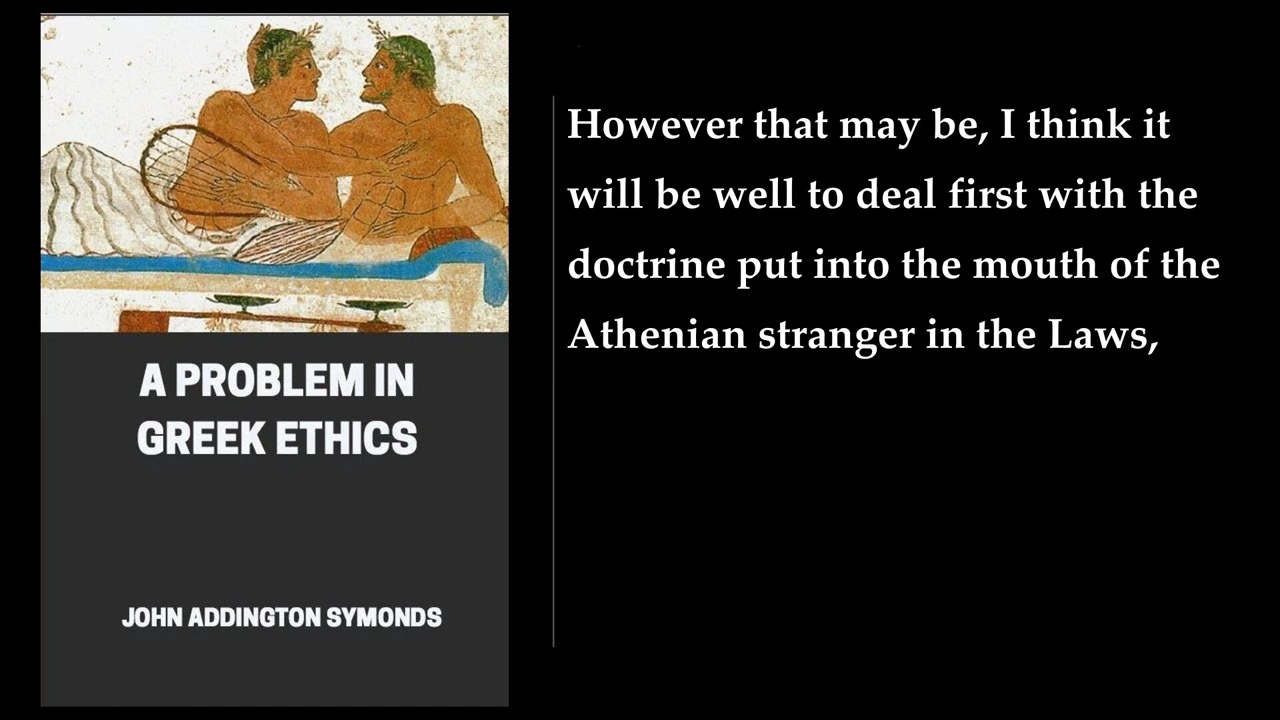 A PROBLEM IN
GREEK ETHICS
JOHN ADDINGTON SYMONDS
However that may be, I think it
will be well to deal first with the
doctrine put into the mouth of the
Athenian stranger in the Laws,